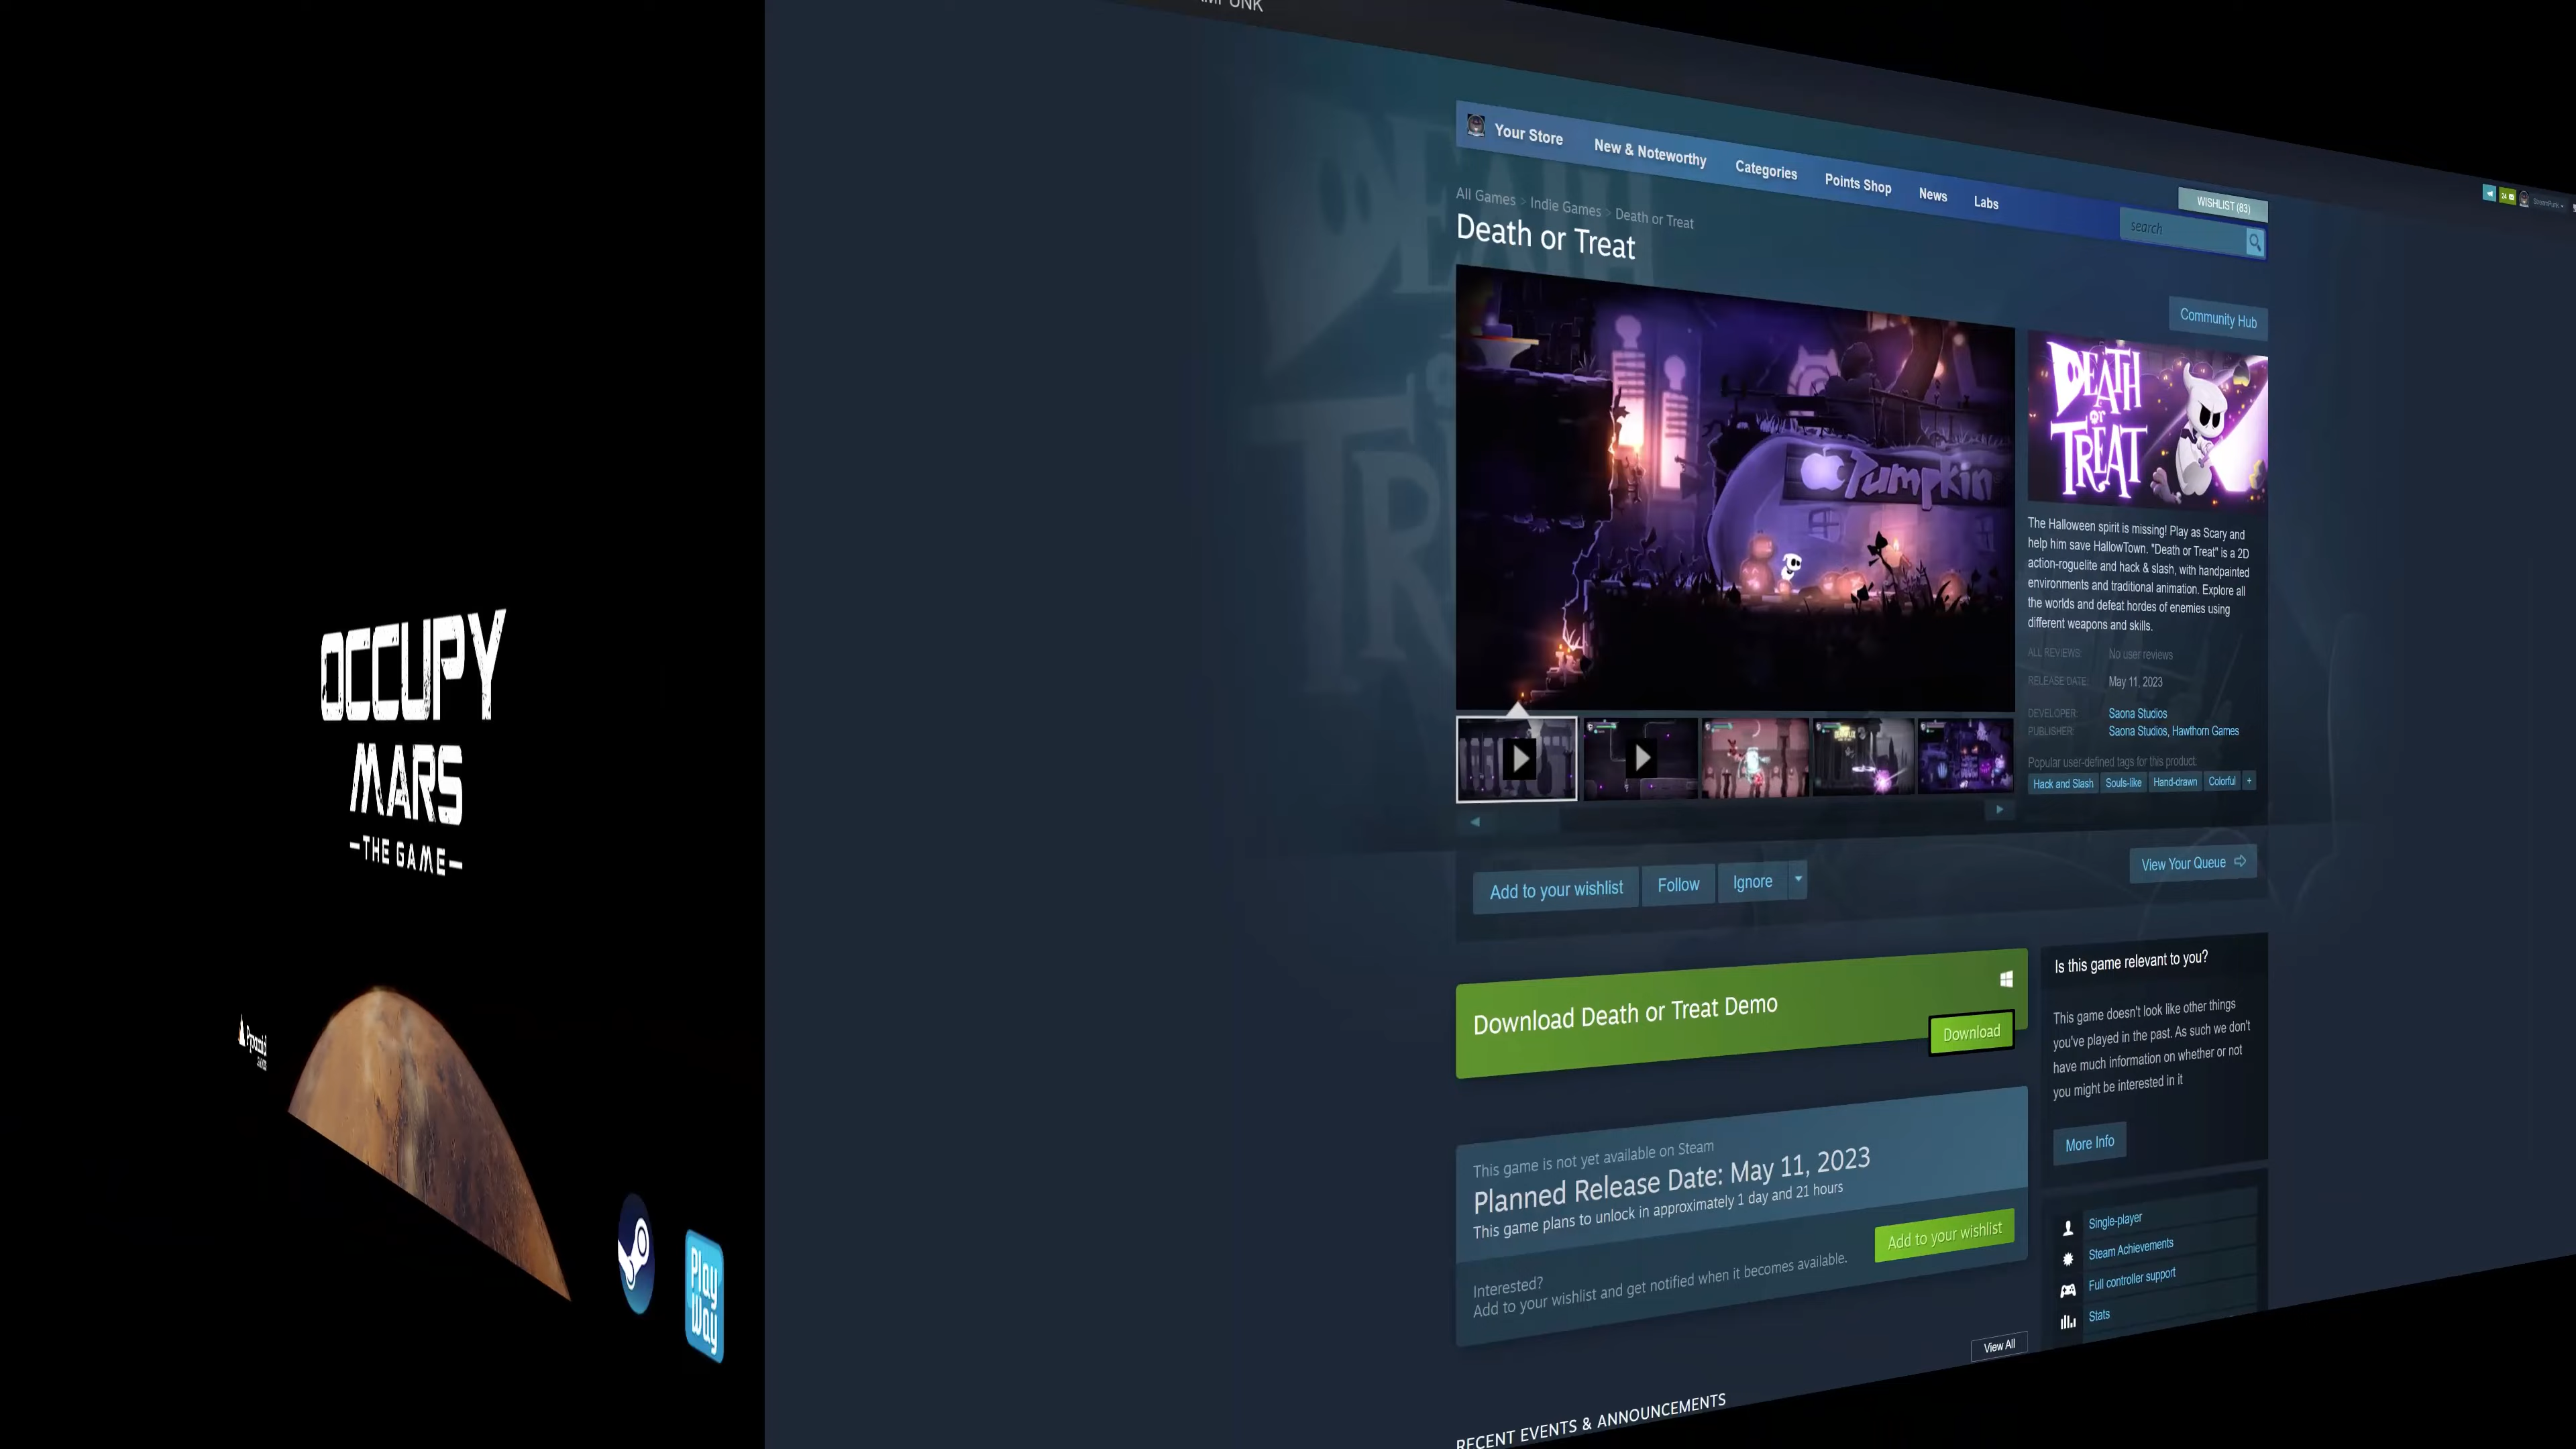 OCCUPY
MARS
-THE GAME-
Pyramid
Play
Way
Your Store
New & Noteworthy
Categories
Points Shop
News
Labs
WISHLIST (83)
search
All Games > Indie Games > Death or Treat
Death or Treat
Community Hub
Pumpkin
DEATH
or
TREAT
The Halloween spirit is missing! Play as Scary and
help him save HallowTown. "Death or Treat" is a 2D
action-roguelite and hack & slash, with handpainted
environments and traditional animation. Explore all
the worlds and defeat hordes of enemies using
different weapons and skills.
ALL REVIEWS: No user reviews
RELEASE DATE: May 11, 2023
DEVELOPER: Saona Studios
PUBLISHER: Saona Studios, Hawthorn Games
Popular user-defined tags for this product:
Hack and Slash
Souls-like
Hand-drawn
Colorful
+
Add to your wishlist
Follow
Ignore
View Your Queue
Download Death or Treat Demo
Download
Is this game relevant to you?
This game doesn't look like other things
you've played in the past. As such we don't
have much information on whether or not
you might be interested in it
More Info
This game is not yet available on Steam
Planned Release Date: May 11, 2023
This game plans to unlock in approximately 1 day and 21 hours
Interested?
Add to your wishlist and get notified when it becomes available.
Add to your wishlist
Single-player
Steam Achievements
Full controller support
Stats
View All
RECENT EVENTS & ANNOUNCEMENTS